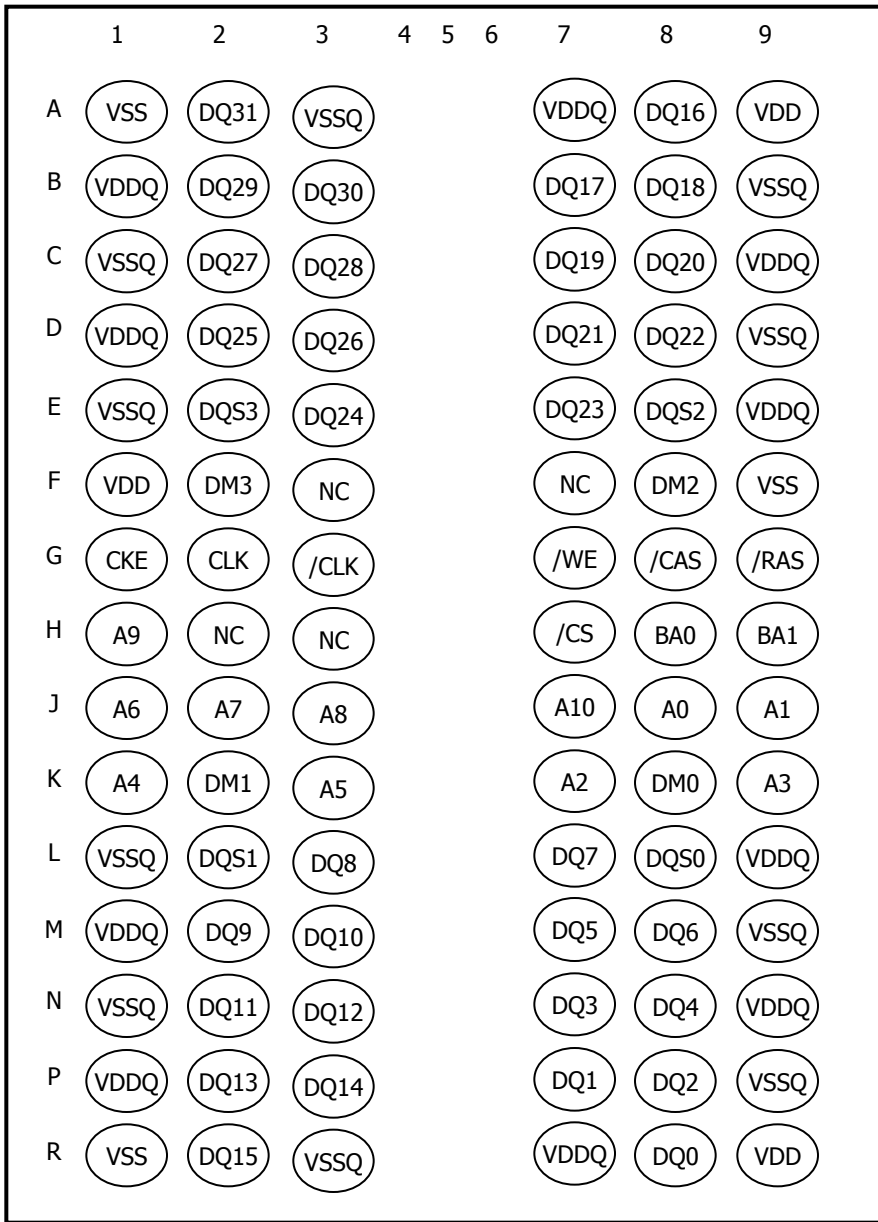 1 2 3 4 5 6 7 8 9
A VSS DQ31 VSSQ VDDQ DQ16 VDD
B VDDQ DQ29 DQ30 DQ17 DQ18 VSSQ
C VSSQ DQ27 DQ28 DQ19 DQ20 VDDQ
D VDDQ DQ25 DQ26 DQ21 DQ22 VSSQ
E VSSQ DQS3 DQ24 DQ23 DQS2 VDDQ
F VDD DM3 NC NC DM2 VSS
G CKE CLK /CLK /WE /CAS /RAS
H A9 NC NC /CS BA0 BA1
J A6 A7 A8 A10 A0 A1
K A4 DM1 A5 A2 DM0 A3
L VSSQ DQS1 DQ8 DQ7 DQS0 VDDQ
M VDDQ DQ9 DQ10 DQ5 DQ6 VSSQ
N VSSQ DQ11 DQ12 DQ3 DQ4 VDDQ
P VDDQ DQ13 DQ14 DQ1 DQ2 VSSQ
R VSS DQ15 VSSQ VDDQ DQ0 VDD